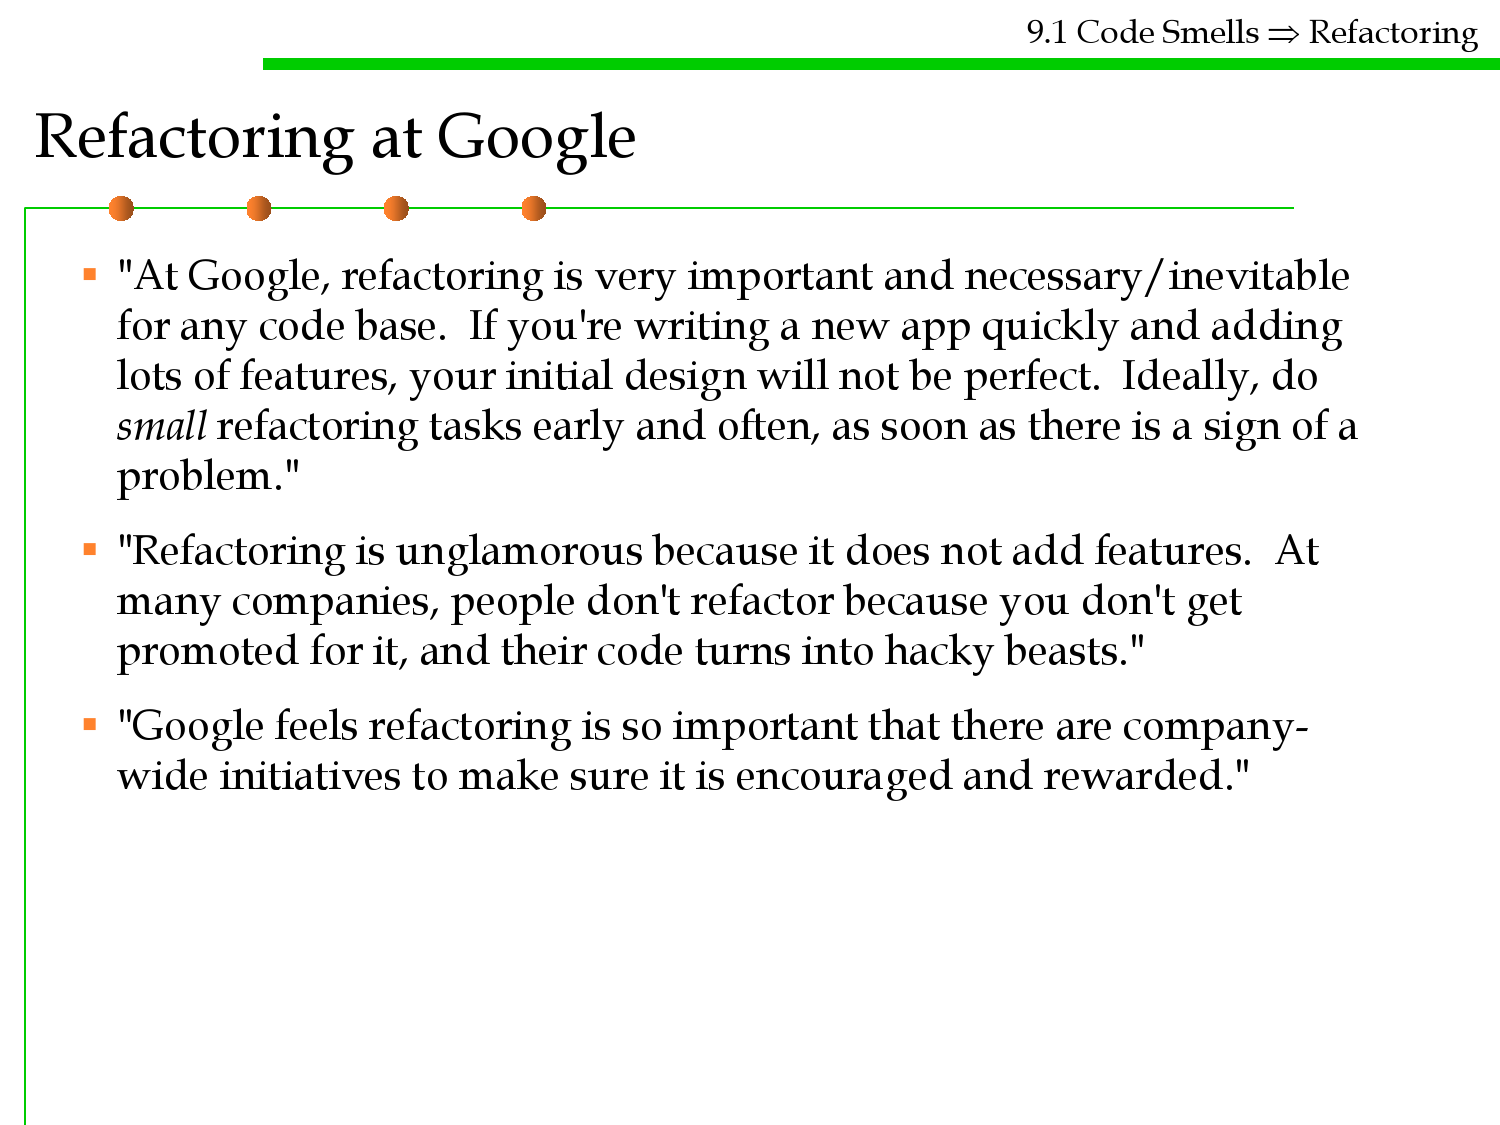 9.1 Code Smells ⇒ Refactoring
Refactoring at Google
▪ "At Google, refactoring is very important and necessary/inevitable
for any code base.  If you're writing a new app quickly and adding
lots of features, your initial design will not be perfect.  Ideally, do
small refactoring tasks early and often, as soon as there is a sign of a
problem."
▪ "Refactoring is unglamorous because it does not add features.  At
many companies, people don't refactor because you don't get
promoted for it, and their code turns into hacky beasts."
▪ "Google feels refactoring is so important that there are company-
wide initiatives to make sure it is encouraged and rewarded."